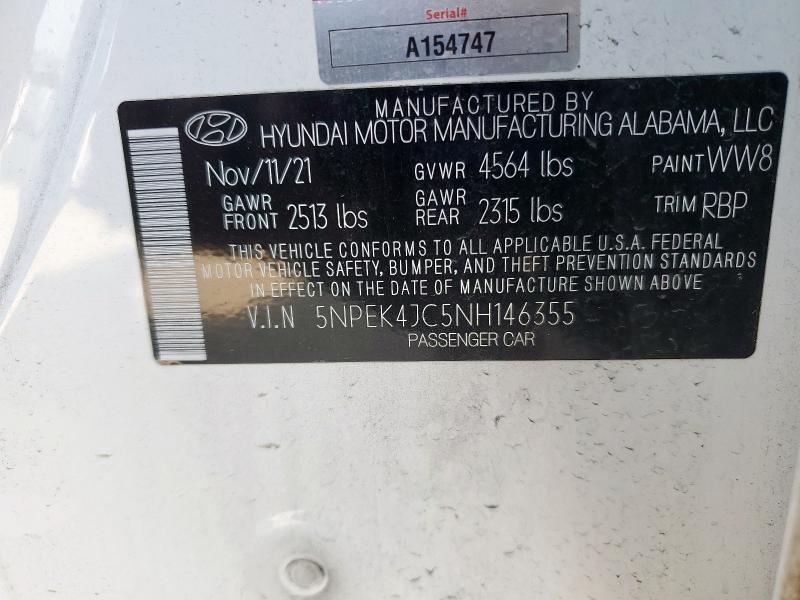 Serial#
A154747
MANUFACTURED BY
HYUNDAI MOTOR MANUFACTURING ALABAMA, LLC
Nov/11/21 GVWR 4564 lbs PAINT WW8
GAWR FRONT 2513 lbs GAWR REAR 2315 lbs TRIM RBP
THIS VEHICLE CONFORMS TO ALL APPLICABLE U.S.A. FEDERAL
MOTOR VEHICLE SAFETY, BUMPER, AND THEFT PREVENTION STANDARDS
IN EFFECT ON THE DATE OF MANUFACTURE SHOWN ABOVE
V.I.N 5NPEK4JC5NH146355
PASSENGER CAR